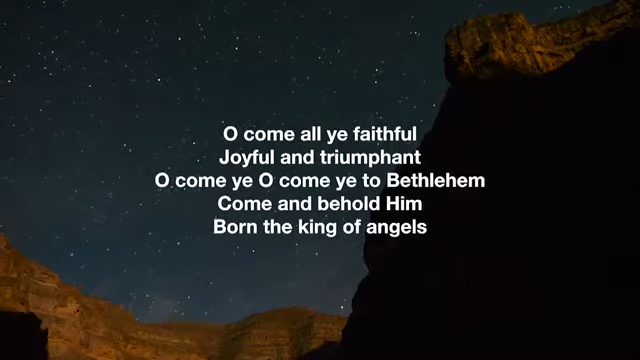 O come all ye faithful
Joyful and triumphant
O come ye O come ye to Bethlehem
Come and behold Him
Born the king of angels